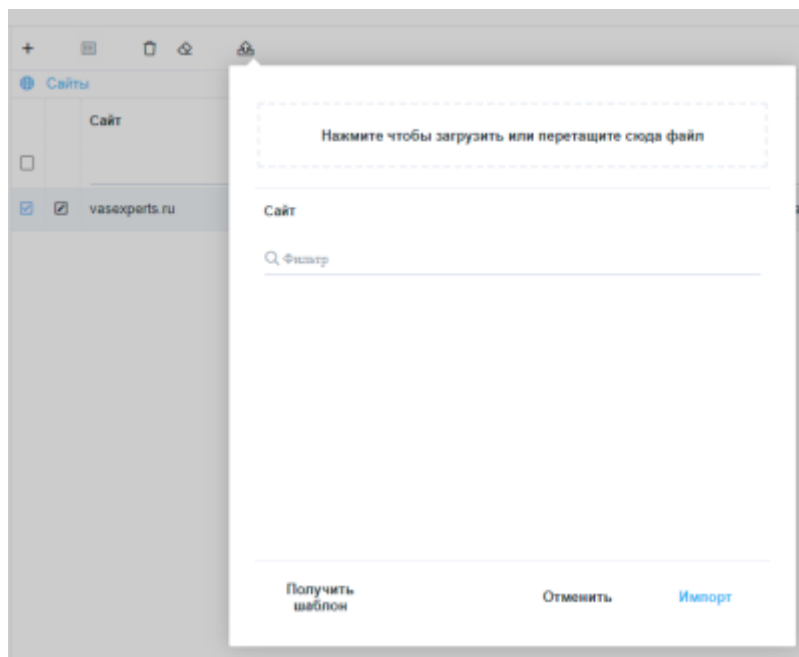 Сайты
Сайт
vasexperts.ru
Нажмите чтобы загрузить или перетащите сюда файл
Сайт
Фильтр
Получить
шаблон
Отменить
Импорт